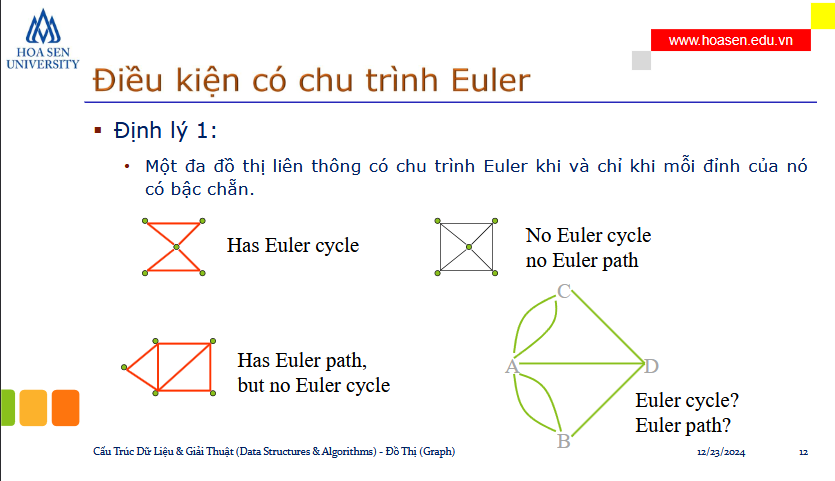 HOA SEN
UNIVERSITY
www.hoasen.edu.vn
Điều kiện có chu trình Euler
Định lý 1:
Một đa đồ thị liên thông có chu trình Euler khi và chỉ khi mỗi đỉnh của nó
có bậc chẵn.
Has Euler cycle
No Euler cycle
no Euler path
Has Euler path,
but no Euler cycle
C
A
D
B
Euler cycle?
Euler path?
Cấu Trúc Dữ Liệu & Giải Thuật (Data Structures & Algorithms) - Đồ Thị (Graph)
12/23/2024
12